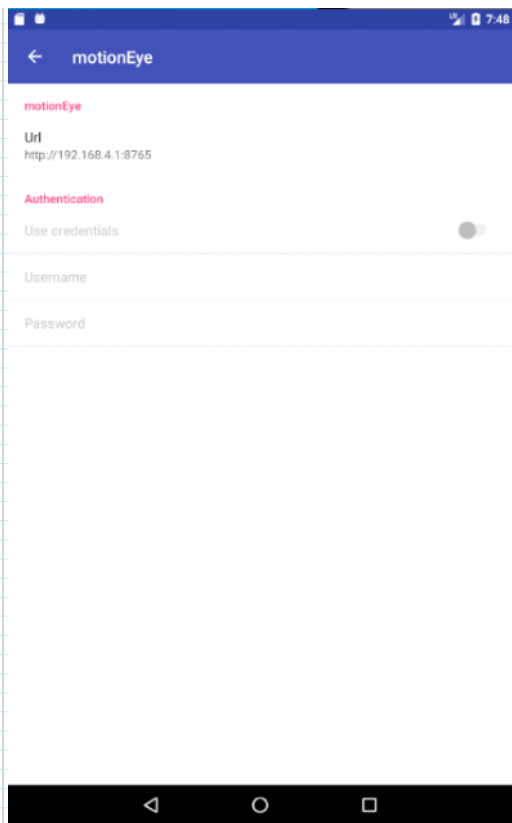 7:48
motionEye
motionEye
Url
http://192.168.4.1:8765
Authentication
Use credentials
Username
Password